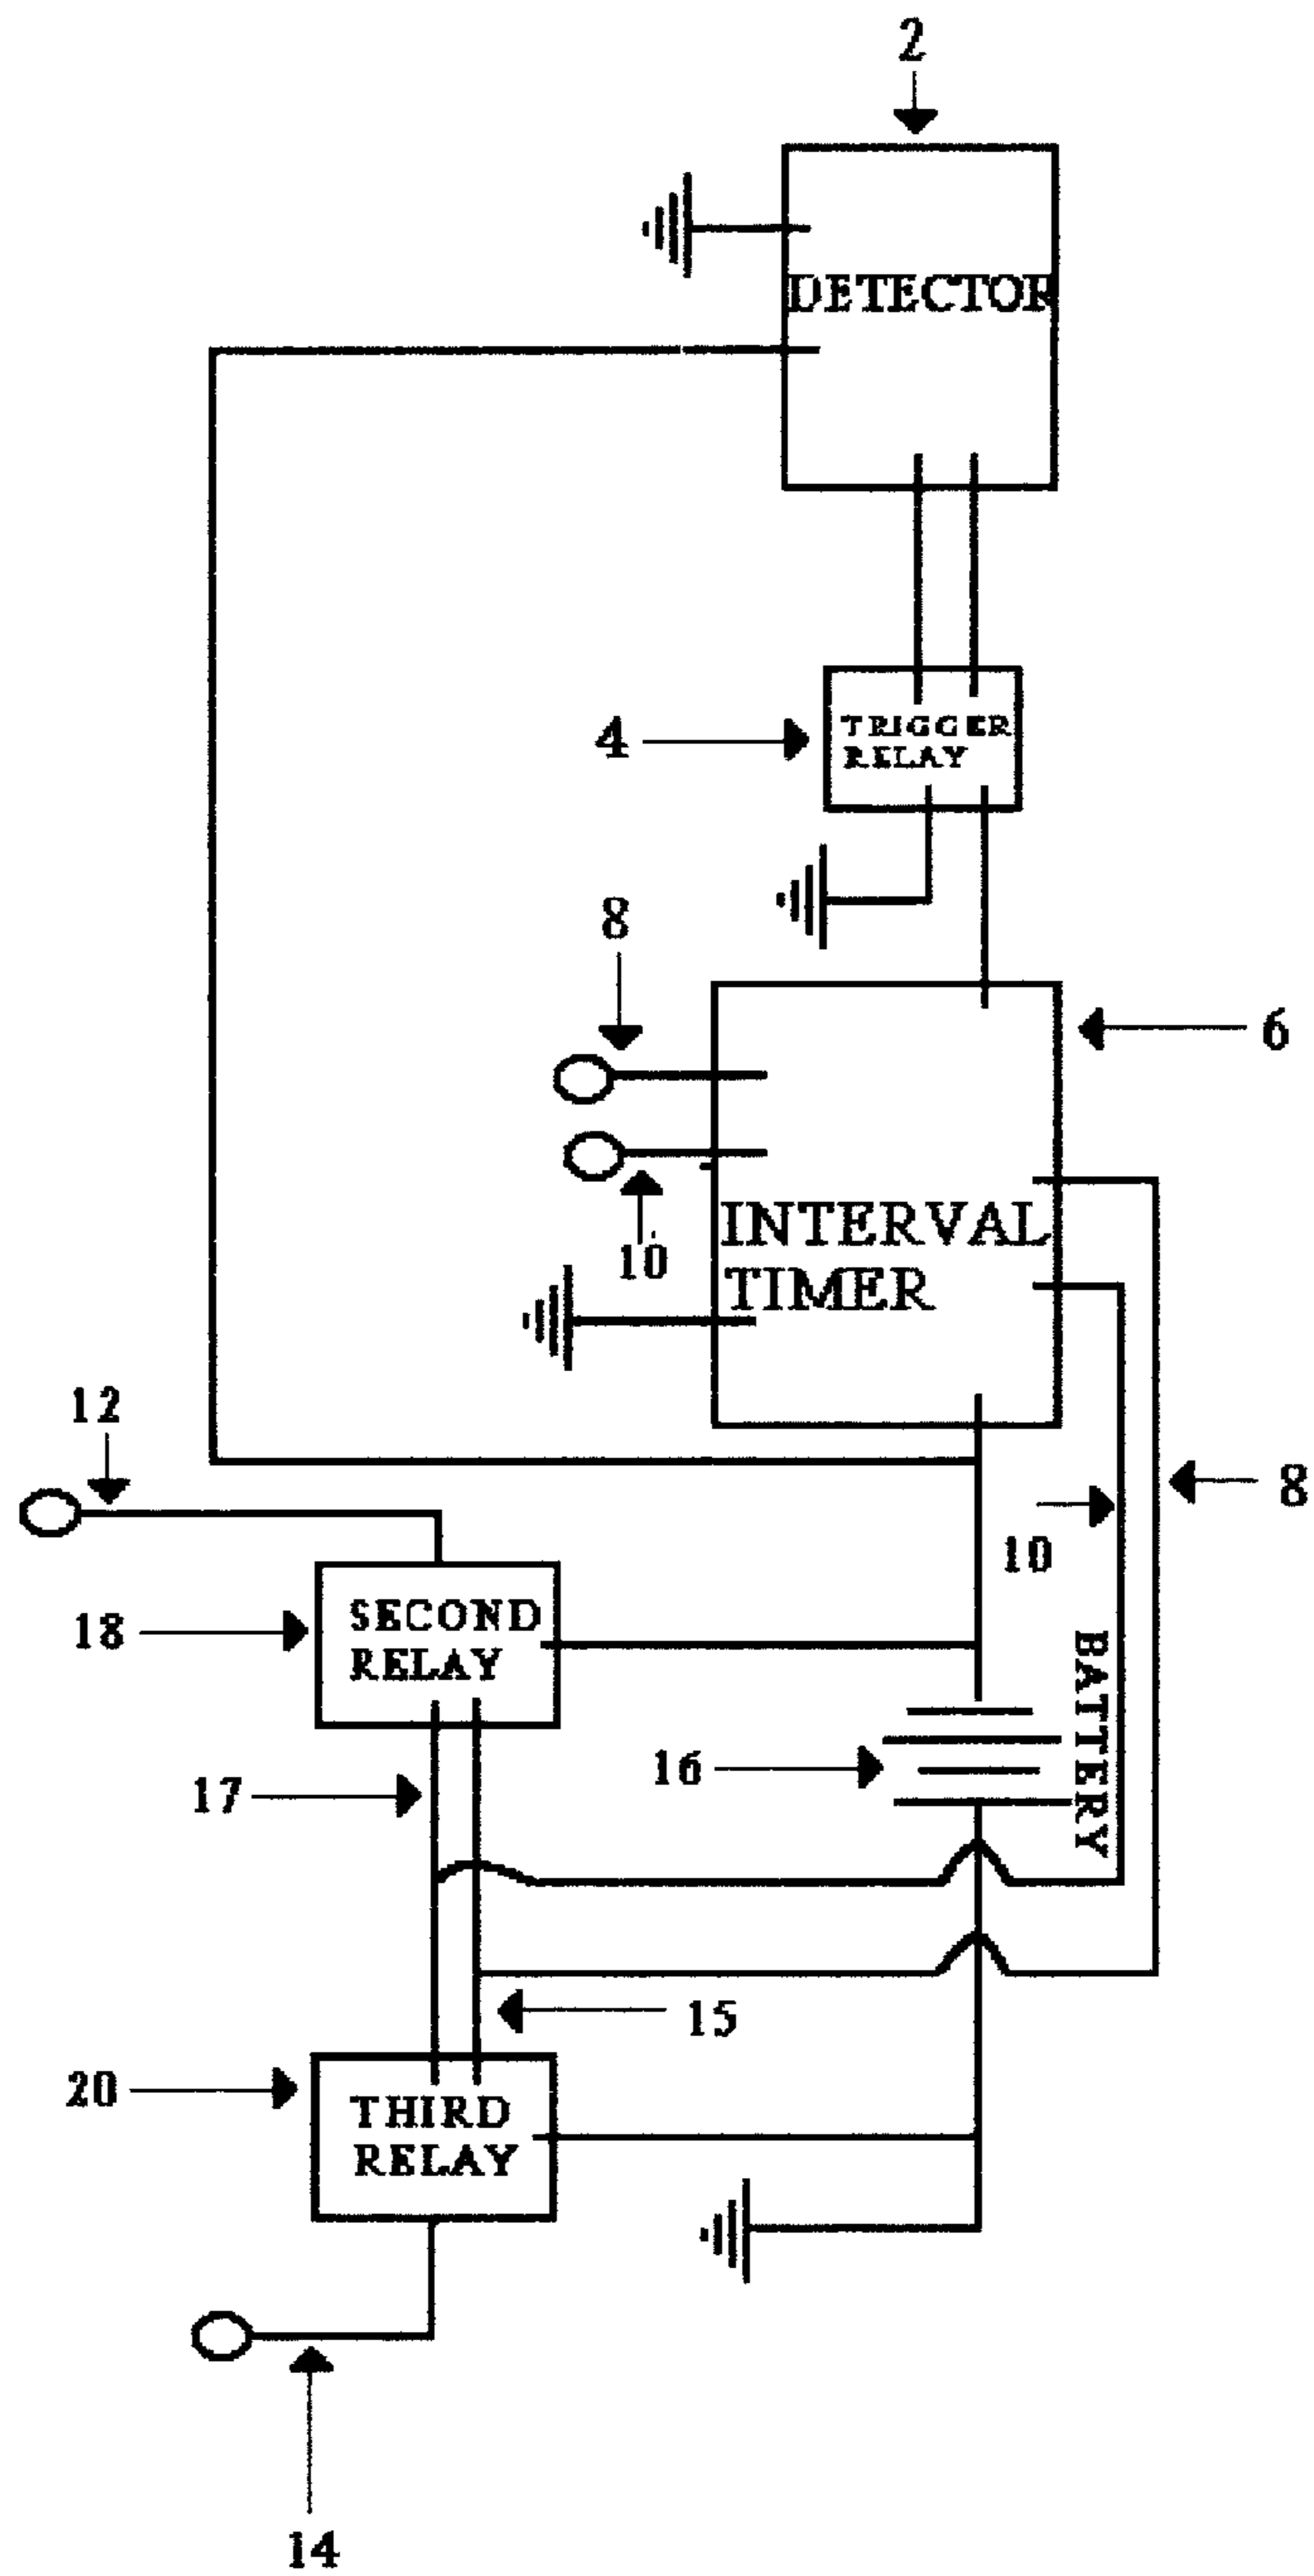 2
DETECTOR
4
TRIGGER
RELAY
8
6
10
INTERVAL
TIMER
12
8
10
18
SECOND
RELAY
BATTERY
16
17
15
20
THIRD
RELAY
14